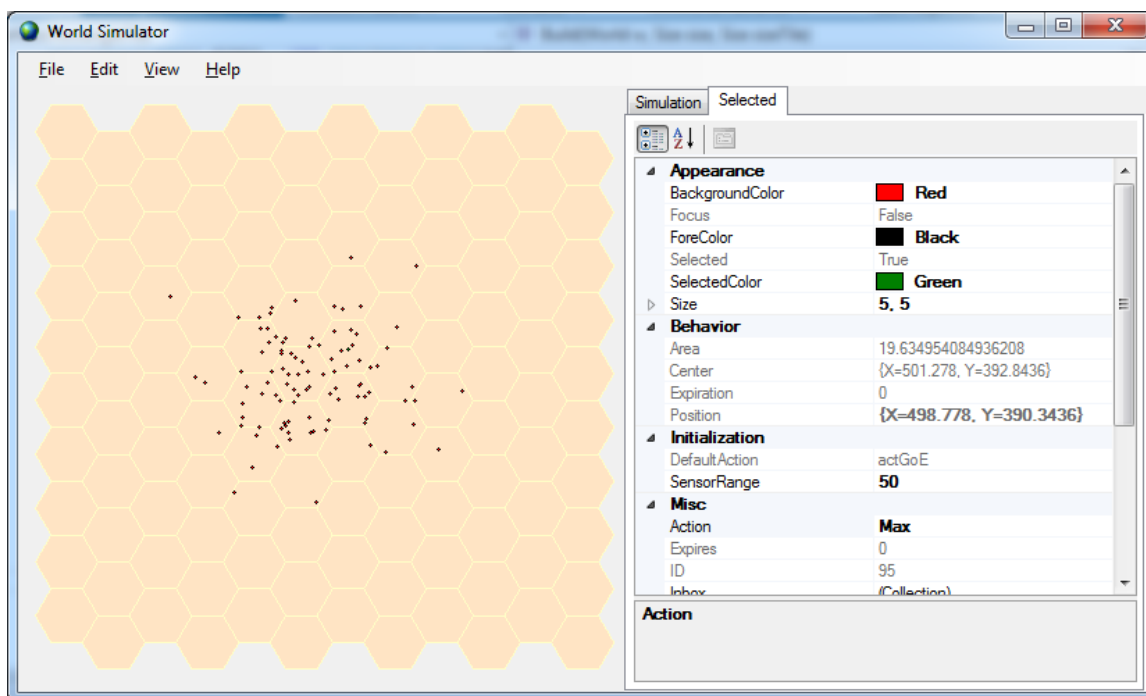 World Simulator
File Edit View Help
Simulation Selected
Appearance
BackgroundColor Red
Focus False
ForeColor Black
Selected True
SelectedColor Green
Size 5, 5
Behavior
Area 19.634954084936208
Center {X=501.278, Y=392.8436}
Expiration 0
Position {X=498.778, Y=390.3436}
Initialization
DefaultAction actGoE
SensorRange 50
Misc
Action Max
Expires 0
ID 95
Inbox (Collection)
Action